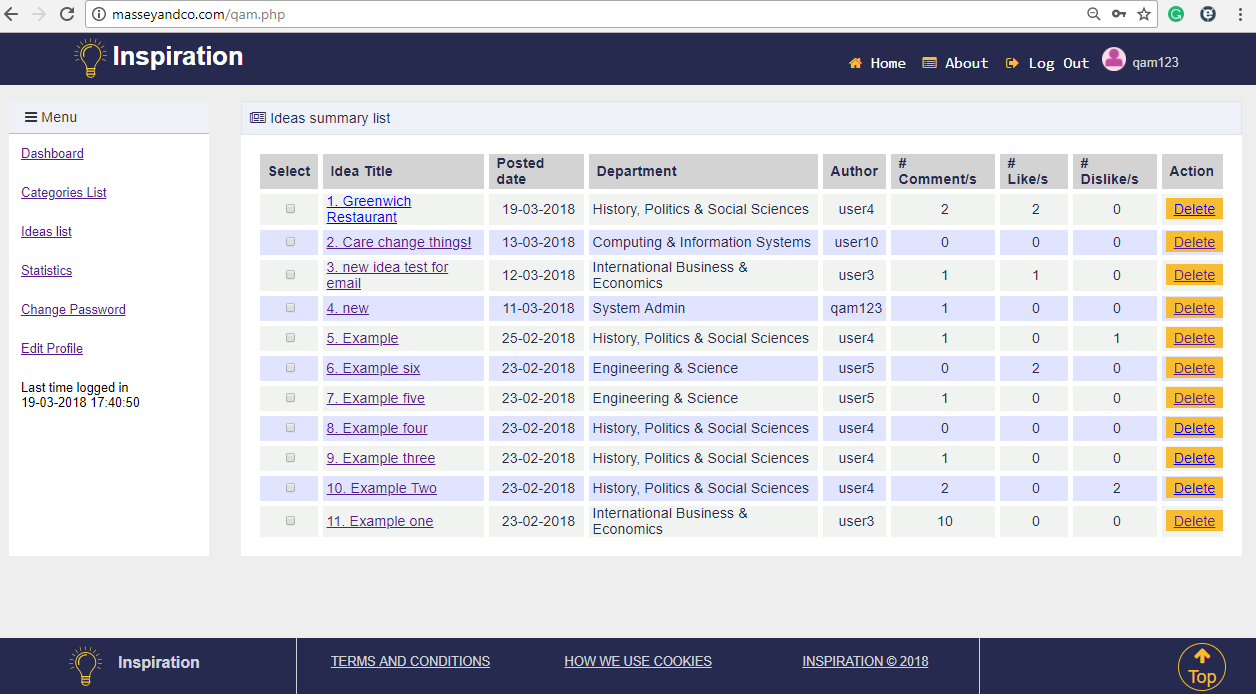 masseyandco.com/qam.php
Inspiration
Home About Log Out qam123
Menu
Dashboard
Categories List
Ideas list
Statistics
Change Password
Edit Profile
Last time logged in
19-03-2018 17:40:50
Ideas summary list
Select Idea Title Posted date Department Author # Comment/s # Like/s # Dislike/s Action
1. Greenwich Restaurant 19-03-2018 History, Politics & Social Sciences user4 2 2 0 Delete
2. Care change things! 13-03-2018 Computing & Information Systems user10 0 0 0 Delete
3. new idea test for email 12-03-2018 International Business & Economics user3 1 1 0 Delete
4. new 11-03-2018 System Admin qam123 1 0 0 Delete
5. Example 25-02-2018 History, Politics & Social Sciences user4 1 0 1 Delete
6. Example six 23-02-2018 Engineering & Science user5 0 2 0 Delete
7. Example five 23-02-2018 Engineering & Science user5 1 0 0 Delete
8. Example four 23-02-2018 History, Politics & Social Sciences user4 0 0 0 Delete
9. Example three 23-02-2018 History, Politics & Social Sciences user4 1 0 0 Delete
10. Example Two 23-02-2018 History, Politics & Social Sciences user4 2 0 2 Delete
11. Example one 23-02-2018 International Business & Economics user3 10 0 0 Delete
Inspiration
TERMS AND CONDITIONS HOW WE USE COOKIES INSPIRATION © 2018
Top